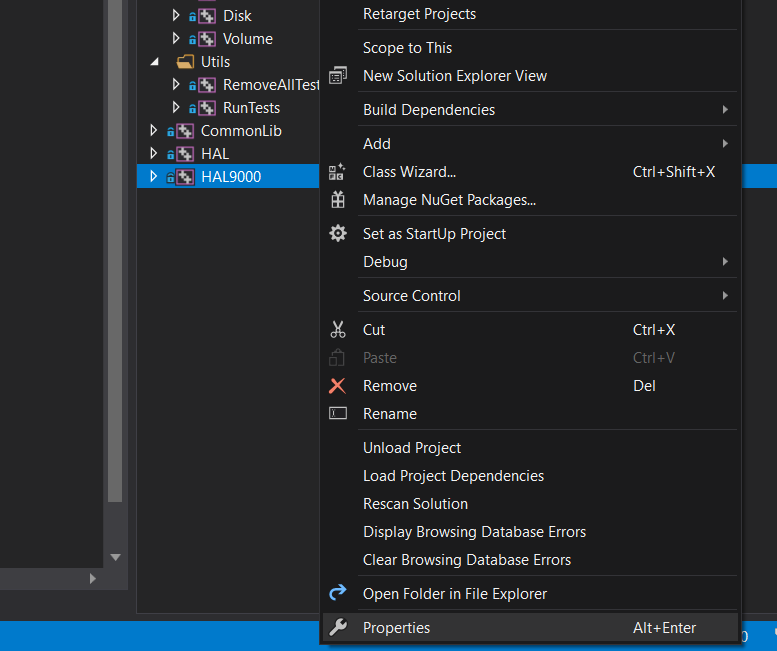 Disk
Volume
Utils
RemoveAllTest
RunTests
CommonLib
HAL
HAL9000
Retarget Projects
Scope to This
New Solution Explorer View
Build Dependencies
Add
Class Wizard... Ctrl+Shift+X
Manage NuGet Packages...
Set as StartUp Project
Debug
Source Control
Cut Ctrl+X
Paste Ctrl+V
Remove Del
Rename
Unload Project
Load Project Dependencies
Rescan Solution
Display Browsing Database Errors
Clear Browsing Database Errors
Open Folder in File Explorer
Properties Alt+Enter